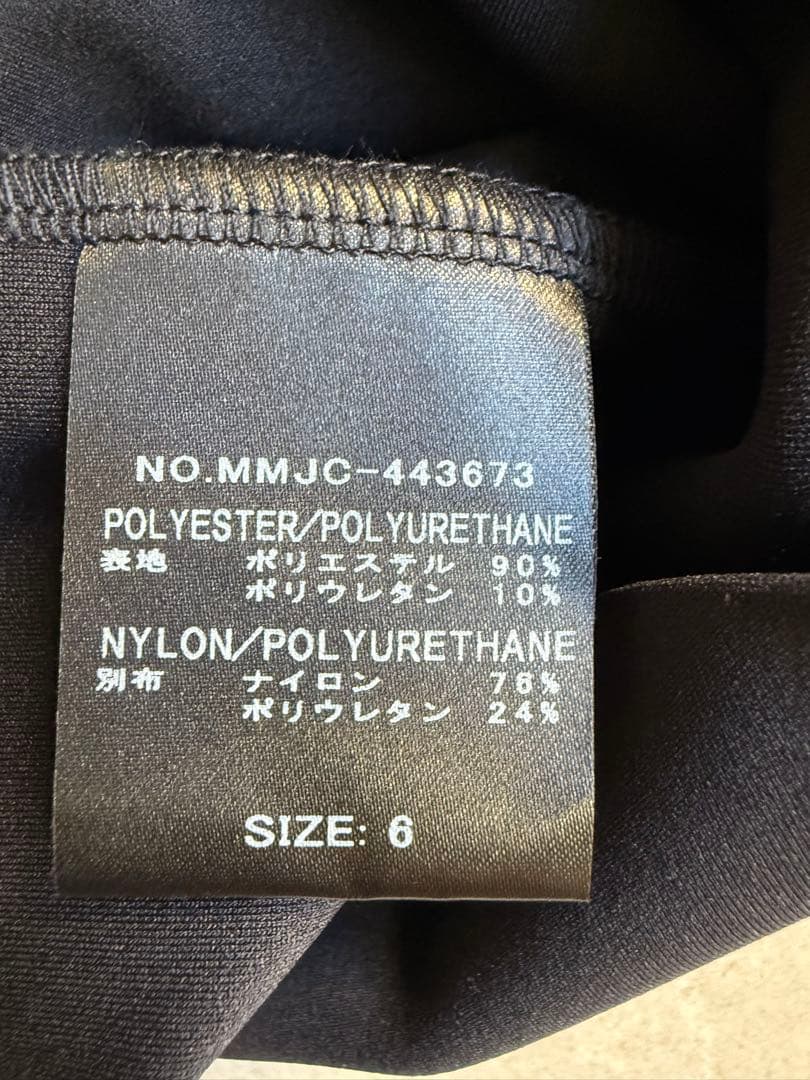 NO.MMJC-443673
POLYESTER/POLYURETHANE
表地 ポリエステル 90%
ポリウレタン 10%
NYLON/POLYURETHANE
別布 ナイロン 76%
ポリウレタン 24%
SIZE: 6